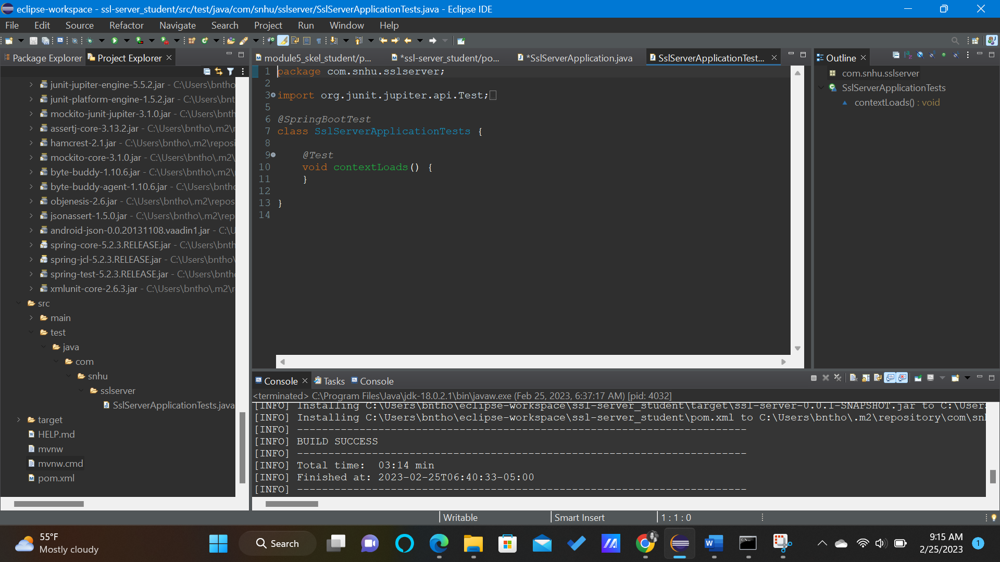 eclipse-workspace - ssl-server_student/src/test/java/com/snhu/sslserver/SslServerApplicationTests.java - Eclipse IDE
File Edit Source Refactor Navigate Search Project Run Window Help
Package Explorer Project Explorer
junit-jupiter-engine-5.5.2.jar - C:\Users\bntho
junit-platform-engine-1.5.2.jar - C:\Users\bnt
mockito-junit-jupiter-3.1.0.jar - C:\Users\bnth
assertj-core-3.13.2.jar - C:\Users\bntho\.m2\r
hamcrest-2.1.jar - C:\Users\bntho\.m2\reposi
mockito-core-3.1.0.jar - C:\Users\bntho\.m2\
byte-buddy-1.10.6.jar - C:\Users\bntho\.m2\
byte-buddy-agent-1.10.6.jar - C:\Users\bntho
objenesis-2.6.jar - C:\Users\bntho\.m2\repos
jsonassert-1.5.0.jar - C:\Users\bntho\.m2\rep
android-json-0.0.20131108.vaadin1.jar - C:\U
spring-core-5.2.3.RELEASE.jar - C:\Users\bnth
spring-jcl-5.2.3.RELEASE.jar - C:\Users\bntho\
spring-test-5.2.3.RELEASE.jar - C:\Users\bntho
xmlunit-core-2.6.3.jar - C:\Users\bntho\.m2\r
src
main
test
java
com
snhu
sslserver
SslServerApplicationTests.java
target
HELP.md
mvnw
mvnw.cmd
pom.xml
module5_skel_student/p... *ssl-server_student/po... *SslServerApplication.java SslServerApplicationTest...
1 package com.snhu.sslserver;
2
3 import org.junit.jupiter.api.Test;
5
6 @SpringBootTest
7 class SslServerApplicationTests {
8
9 @Test
10 void contextLoads() {
11 }
12
13 }
14
Outline
com.snhu.sslserver
SslServerApplicationTests
contextLoads() : void
Console Tasks Console
<terminated> C:\Program Files\Java\jdk-18.0.2.1\bin\javaw.exe (Feb 25, 2023, 6:37:17 AM) [pid: 4032]
[INFO] Installing C:\Users\bntho\eclipse-workspace\ssl-server_student\target\ssl-server-0.0.1-SNAPSHOT.jar to C:\Users
[INFO] Installing C:\Users\bntho\eclipse-workspace\ssl-server_student\pom.xml to C:\Users\bntho\.m2\repository\com\snh
[INFO] ------------------------------------------------------------------------
[INFO] BUILD SUCCESS
[INFO] ------------------------------------------------------------------------
[INFO] Total time:  03:14 min
[INFO] Finished at: 2023-02-25T06:40:33-05:00
[INFO] ------------------------------------------------------------------------
Writable Smart Insert 1 : 1 : 0
55°F
Mostly cloudy
Search
9:15 AM
2/25/2023
1